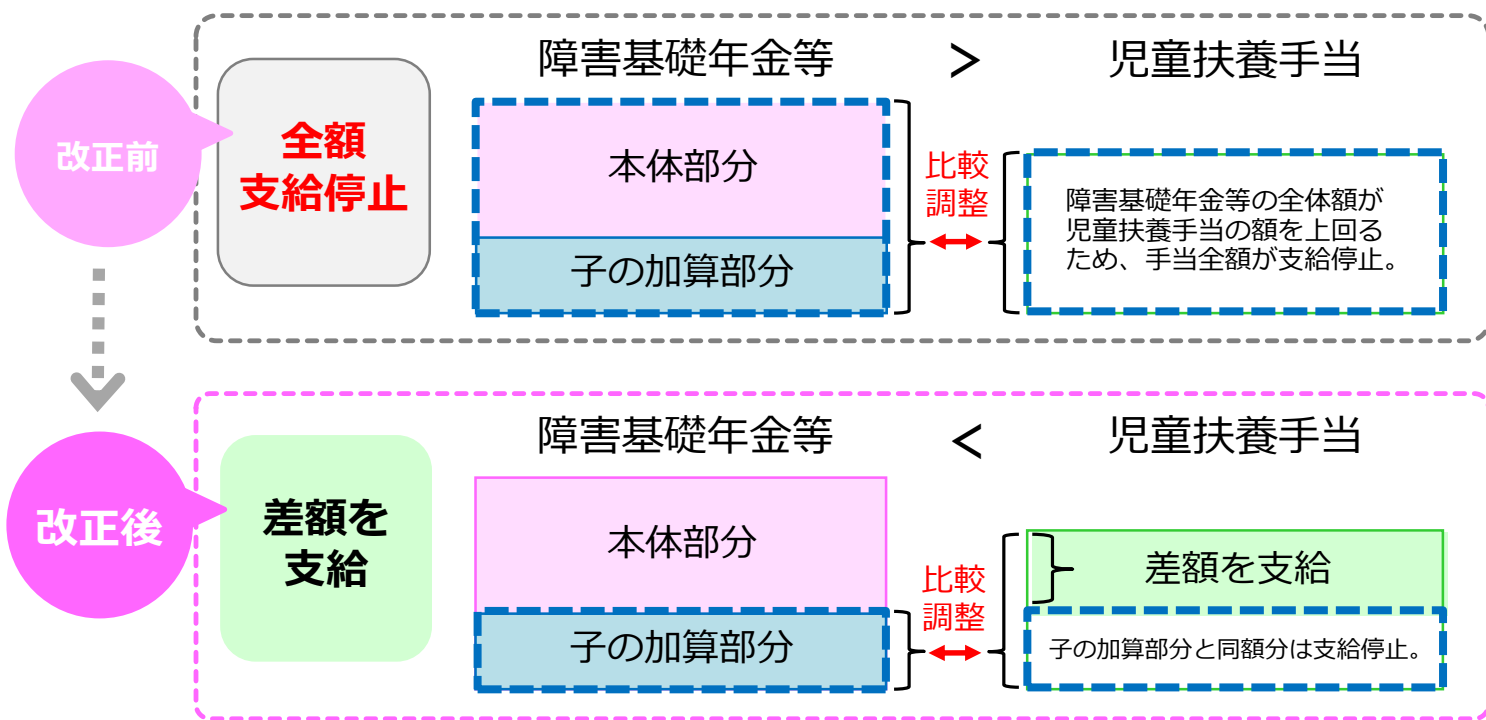 障害基礎年金等 > 児童扶養手当
改正前
全額
支給停止
本体部分
子の加算部分
比較
調整
障害基礎年金等の全体額が
児童扶養手当の額を上回る
ため、手当全額が支給停止。
障害基礎年金等 < 児童扶養手当
改正後
差額を
支給
本体部分
子の加算部分
比較
調整
差額を支給
子の加算部分と同額分は支給停止。